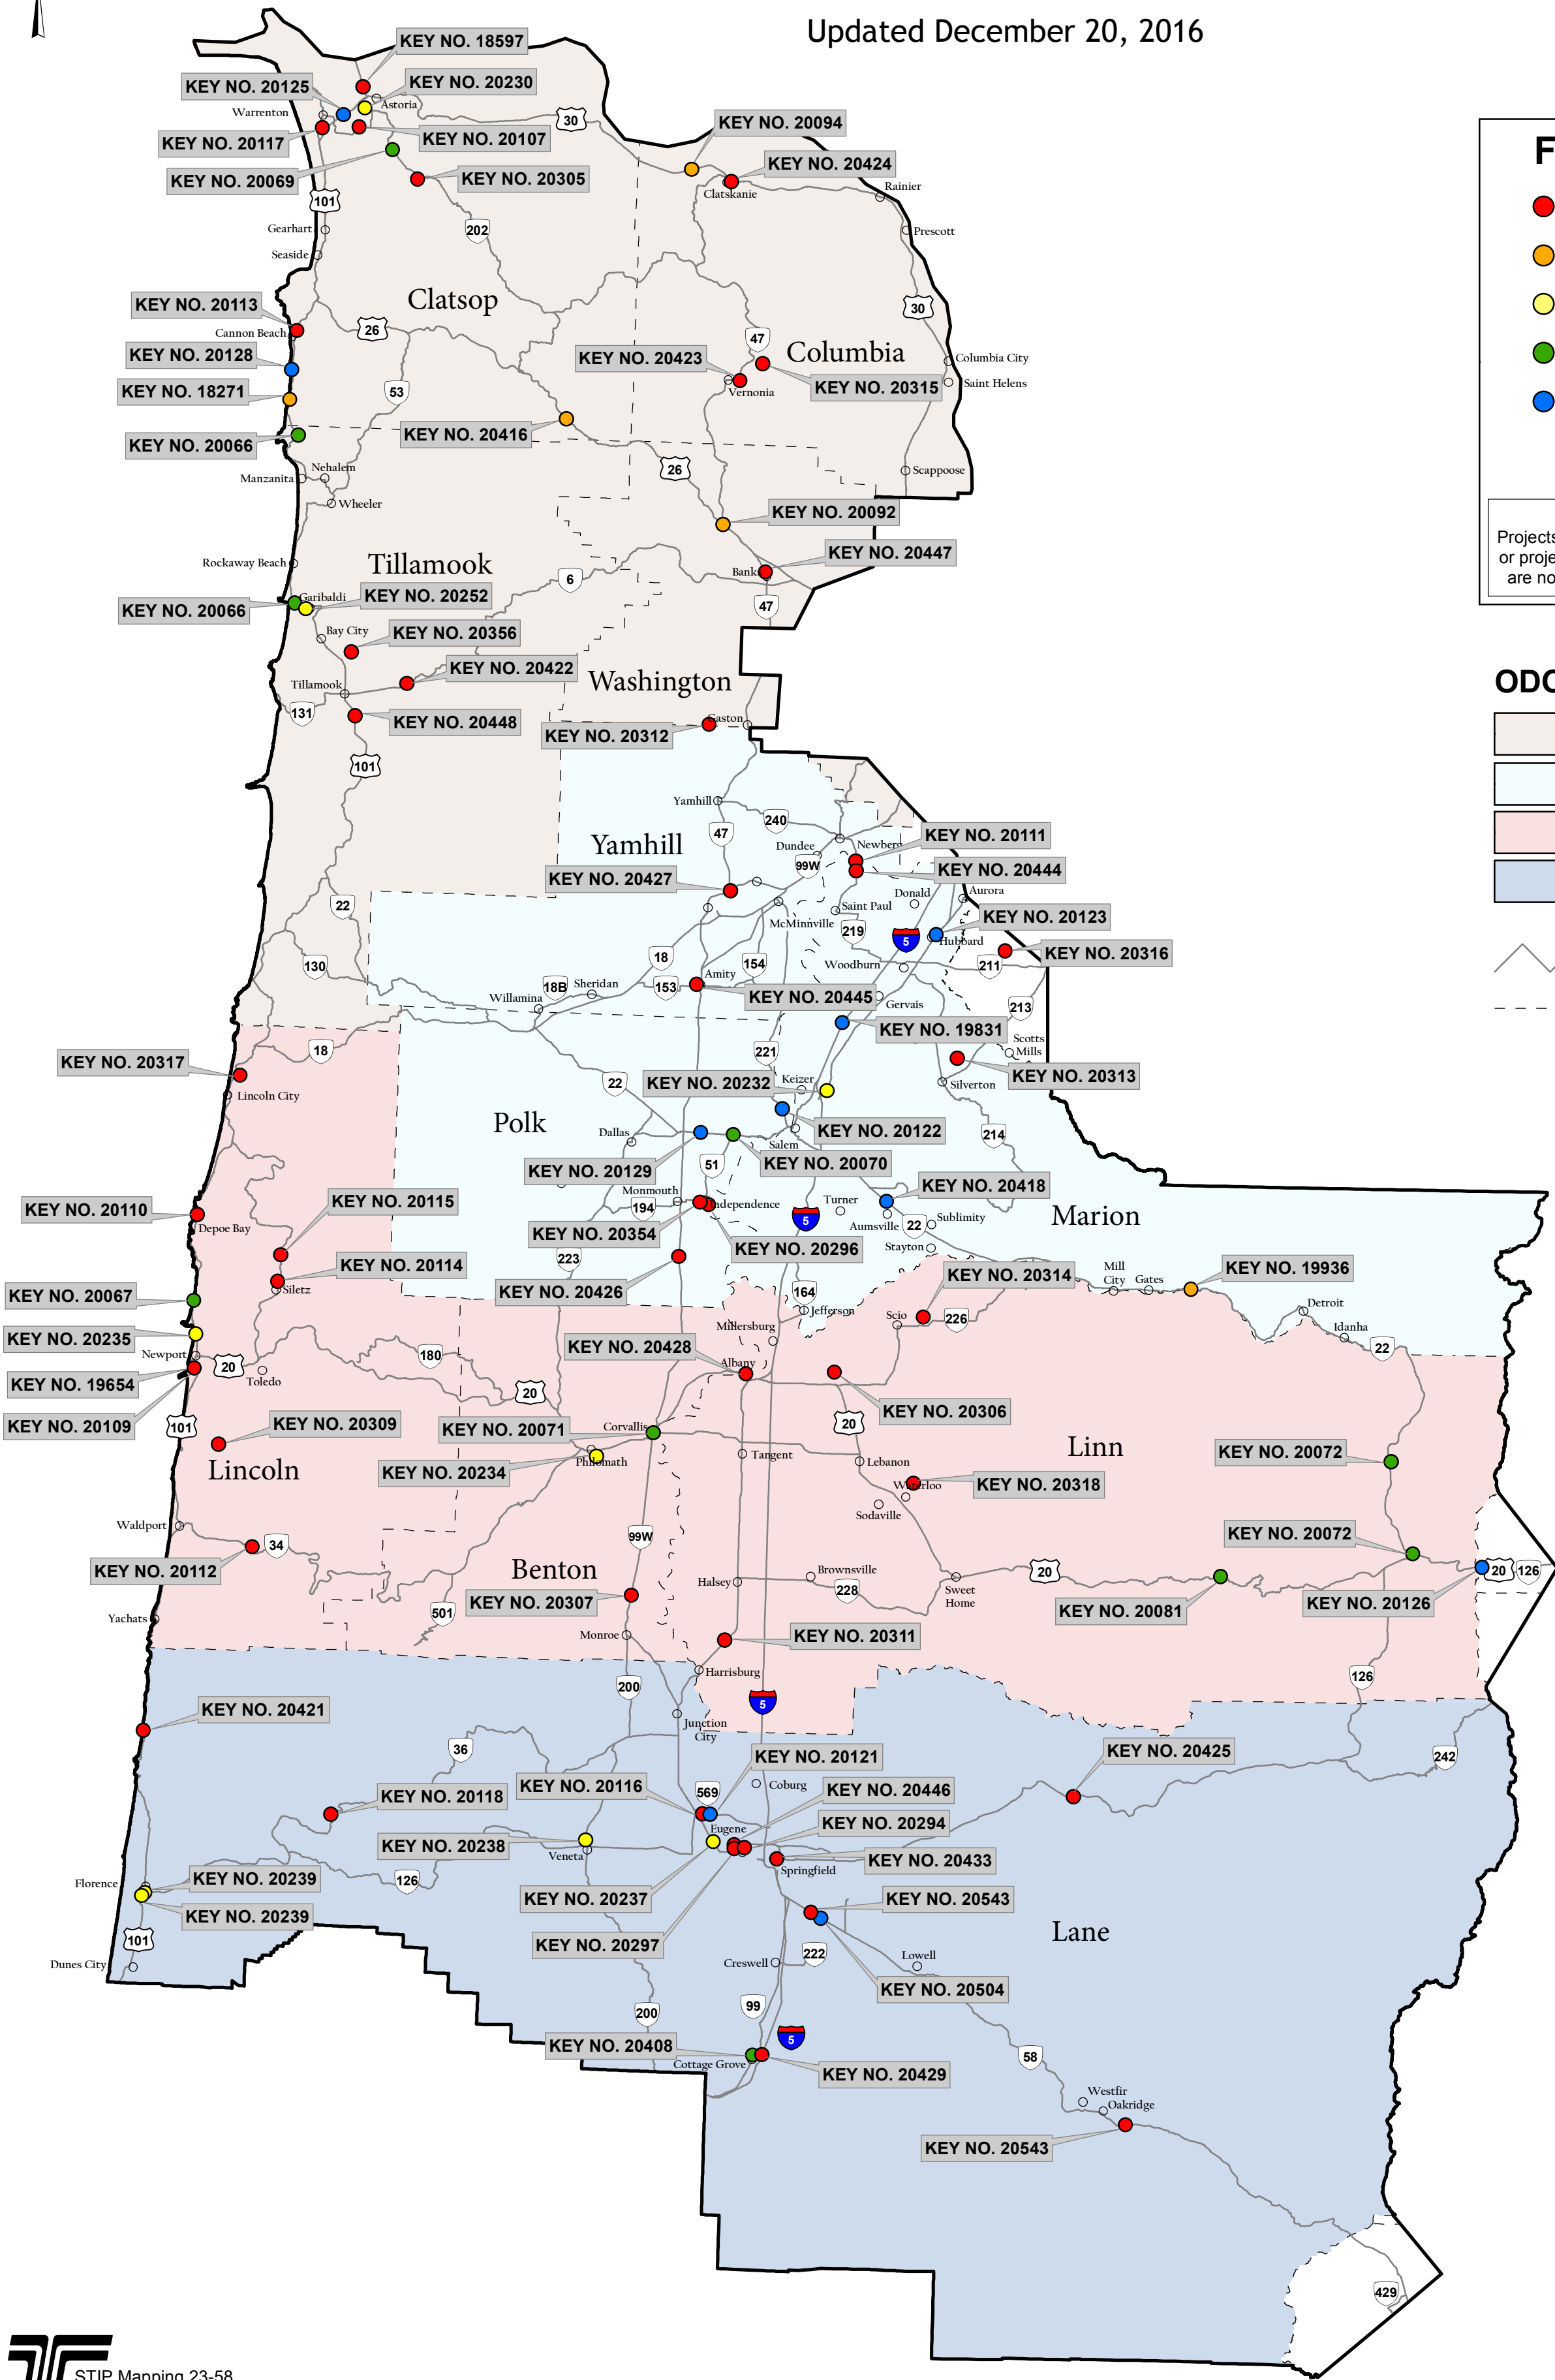 Updated December 20, 2016
KEY NO. 18597
KEY NO. 20125
KEY NO. 20230
Astoria
Warrenton
30
KEY NO. 20094
KEY NO. 20117
KEY NO. 20107
KEY NO. 20424
KEY NO. 20069
KEY NO. 20305
Clatskanie
Rainier
101
Gearhart
202
Prescott
Seaside
F
KEY NO. 20113
Clatsop
30
Cannon Beach
26
47
Columbia
KEY NO. 20128
KEY NO. 20423
Columbia City
KEY NO. 18271
53
Vernonia
KEY NO. 20315
Saint Helens
KEY NO. 20066
KEY NO. 20416
Nehalem
26
Scappoose
Manzanita
Wheeler
KEY NO. 20092
Projects
or proje
are no
Rockaway Beach
Tillamook
KEY NO. 20447
Banks
6
KEY NO. 20066
Garibaldi
KEY NO. 20252
47
Bay City
KEY NO. 20356
KEY NO. 20422
Tillamook
Washington
ODO
131
KEY NO. 20448
KEY NO. 20312
Gaston
101
Yamhill
240
47
Yamhill
Dundee
Newberg
KEY NO. 20111
99W
KEY NO. 20444
KEY NO. 20427
Donald
Aurora
22
Saint Paul
KEY NO. 20123
McMinnville
219
5
Hubbard
KEY NO. 20316
18
154
Woodburn
211
130
Amity
18B
Sheridan
153
KEY NO. 20445
Willamina
Gervais
213
KEY NO. 19831
Scotts
Mills
18
221
KEY NO. 20317
22
KEY NO. 20232
Keizer
KEY NO. 20313
Lincoln City
Silverton
Polk
Dallas
KEY NO. 20122
214
Salem
KEY NO. 20129
51
KEY NO. 20070
KEY NO. 20115
Monmouth
KEY NO. 20418
KEY NO. 20110
194
Independence
5
Turner
Marion
Depoe Bay
KEY NO. 20354
Aumsville
22
Sublimity
KEY NO. 20296
Stayton
KEY NO. 20114
223
KEY NO. 20314
Mill
City
Gates
KEY NO. 19936
Siletz
KEY NO. 20426
164
KEY NO. 20067
Jefferson
Scio
226
Detroit
KEY NO. 20235
Millersburg
Idanha
Newport
180
KEY NO. 20428
Albany
22
20
Toledo
KEY NO. 19654
20
KEY NO. 20306
KEY NO. 20109
101
KEY NO. 20309
KEY NO. 20071
Corvallis
20
Linn
KEY NO. 20072
Lincoln
KEY NO. 20234
Philomath
Tangent
Lebanon
Waterloo
KEY NO. 20318
Sodaville
Waldport
99W
KEY NO. 20072
34
KEY NO. 20112
Benton
Halsey
Brownsville
20
20
126
228
Sweet
Home
KEY NO. 20307
KEY NO. 20081
KEY NO. 20126
Yachats
501
Monroe
KEY NO. 20311
Harrisburg
200
5
126
KEY NO. 20421
Junction
City
36
KEY NO. 20121
KEY NO. 20425
242
KEY NO. 20116
569
Coburg
KEY NO. 20446
KEY NO. 20118
Eugene
KEY NO. 20294
KEY NO. 20238
Veneta
KEY NO. 20433
Springfield
Florence
KEY NO. 20239
126
KEY NO. 20237
KEY NO. 20543
KEY NO. 20239
Lane
101
KEY NO. 20297
222
Dunes City
Creswell
Lowell
KEY NO. 20504
200
99
5
KEY NO. 20408
Cottage Grove
58
KEY NO. 20429
Westfir
Oakridge
KEY NO. 20543
429
STIP Mapping 23-58